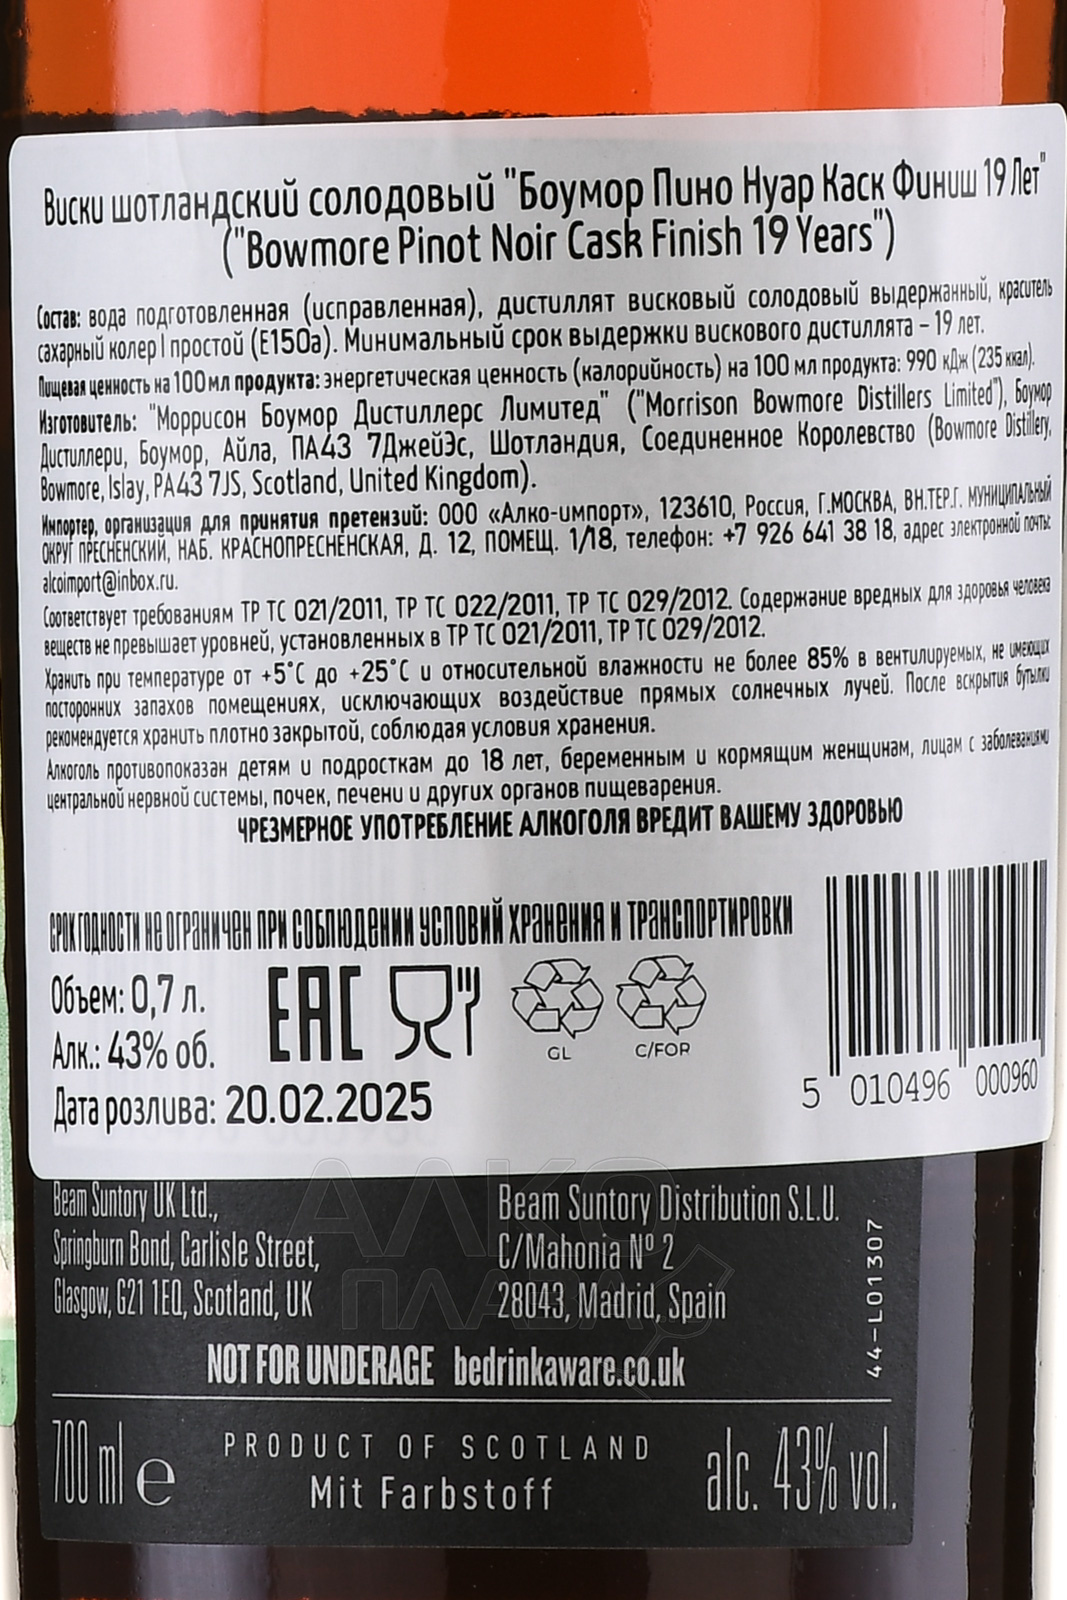 Виски шотландский солодовый "Боумор Пино Нуар Каск Финиш 19 Лет"
("Bowmore Pinot Noir Cask Finish 19 Years")
Состав: вода подготовленная (исправленная), дистиллят висковый солодовый выдержанный, краситель
сахарный колер I простой (Е150а). Минимальный срок выдержки вискового дистиллята – 19 лет.
Пищевая ценность на 100 мл продукта: энергетическая ценность (калорийность) на 100 мл продукта: 990 кДж (235 ккал).
Изготовитель: "Моррисон Боумор Дистиллерс Лимитед" ("Morrison Bowmore Distillers Limited"), Боумор
Дистиллери, Боумор, Айла, ПА43 7ДжейЭс, Шотландия, Соединенное Королевство (Bowmore Distillery,
Bowmore, Islay, PA43 7JS, Scotland, United Kingdom).
Импортер, организация для принятия претензий: ООО «Алко-импорт», 123610, Россия, Г.МОСКВА, ВН.ТЕР.Г. МУНИЦИПАЛЬНЫЙ
ОКРУГ ПРЕСНЕНСКИЙ, НАБ. КРАСНОПРЕСНЕНСКАЯ, Д. 12, ПОМЕЩ. 1/18, телефон: +7 926 641 38 18, адрес электронной почты:
alcoimport@inbox.ru.
Соответствует требованиям ТР ТС 021/2011, ТР ТС 022/2011, ТР ТС 029/2012. Содержание вредных для здоровья человека
веществ не превышает уровней, установленных в ТР ТС 021/2011, ТР ТС 029/2012.
Хранить при температуре от +5˚С до +25˚С и относительной влажности не более 85% в вентилируемых, не имеющих
посторонних запахов помещениях, исключающих воздействие прямых солнечных лучей. После вскрытия бутылки
рекомендуется хранить плотно закрытой, соблюдая условия хранения.
Алкоголь противопоказан детям и подросткам до 18 лет, беременным и кормящим женщинам, лицам с заболеваниями
центральной нервной системы, почек, печени и других органов пищеварения.
ЧРЕЗМЕРНОЕ УПОТРЕБЛЕНИЕ АЛКОГОЛЯ ВРЕДИТ ВАШЕМУ ЗДОРОВЬЮ
СРОК ГОДНОСТИ НЕ ОГРАНИЧЕН ПРИ СОБЛЮДЕНИИ УСЛОВИЙ ХРАНЕНИЯ И ТРАНСПОРТИРОВКИ
Объем: 0,7 л.
Алк.: 43% об.
Дата розлива: 20.02.2025
EAC
GL
C/FOR
5 010496 000960
Beam Suntory UK Ltd.,
Springburn Bond, Carlisle Street,
Glasgow, G21 1EQ, Scotland, UK
Beam Suntory Distribution S.L.U.
C/Mahonia Nº 2
28043, Madrid, Spain
44-L01307
АЛКО
ПЛАЗА
NOT FOR UNDERAGE bedrinkaware.co.uk
700 ml e
PRODUCT OF SCOTLAND
Mit Farbstoff
alc. 43% vol.